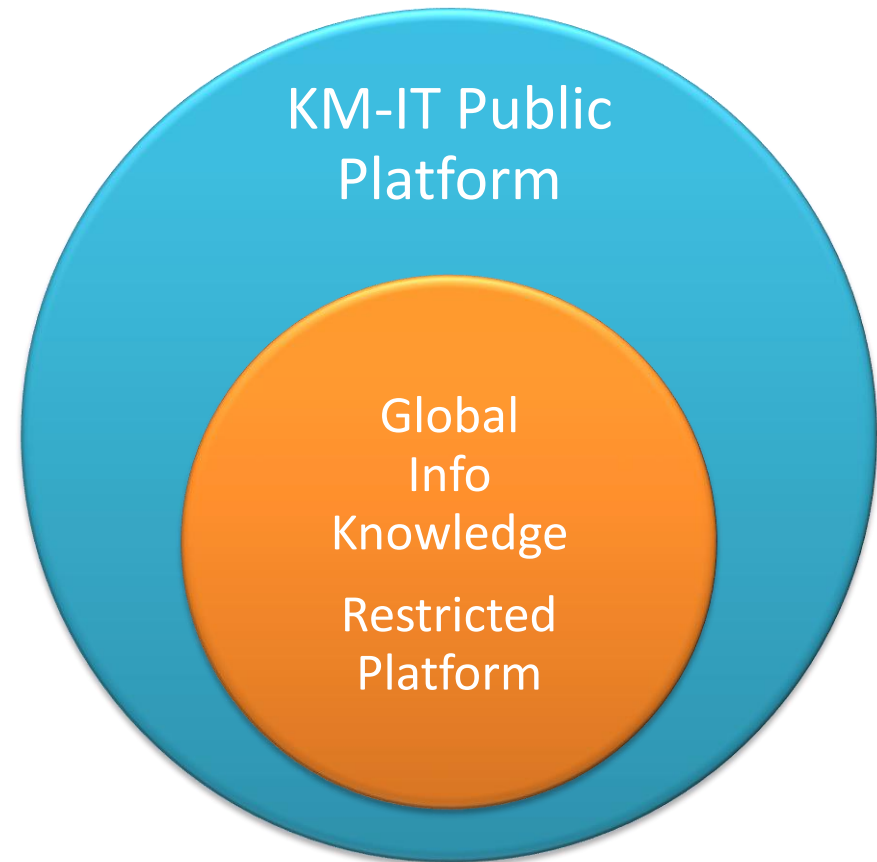 KM-IT Public
Platform
Global
Info
Knowledge
Restricted
Platform